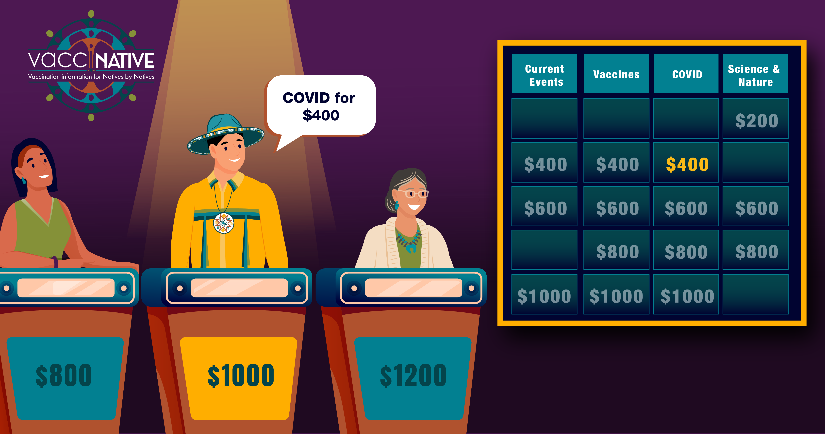 VACCINATIVE
Vaccination Information for Natives by Natives
COVID for
$400
Current
Events
Vaccines
COVID
Science &
Nature
$200
$400 $400 $400
$600 $600 $600 $600
$800 $800 $800
$1000 $1000 $1000
$800
$1000
$1200